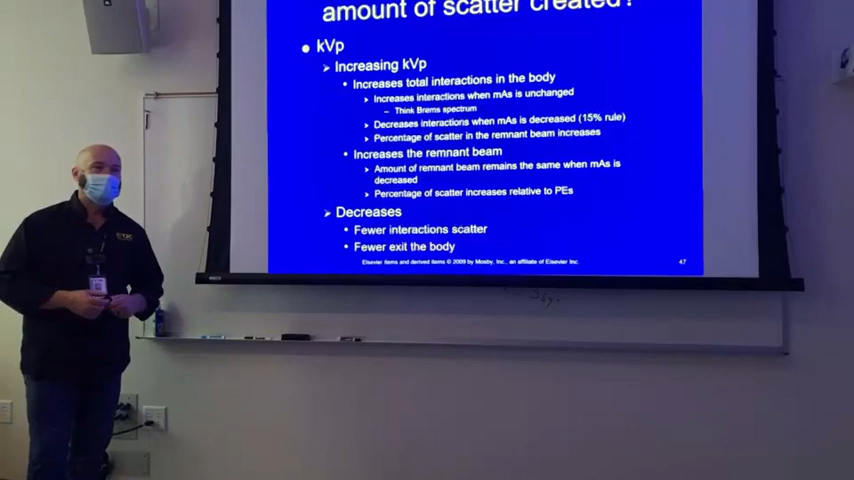 amount of scatter created?
kVp
Increasing kVp
Increases total interactions in the body
Increases interactions when mAs is unchanged
– Think Brems spectrum
Decreases interactions when mAs is decreased (15% rule)
Percentage of scatter in the remnant beam increases
Increases the remnant beam
Amount of remnant beam remains the same when mAs is
decreased
Percentage of scatter increases relative to PEs
Decreases
Fewer interactions scatter
Fewer exit the body
Elsevier items and derived items © 2009 by Mosby, Inc., an affiliate of Elsevier Inc.
47